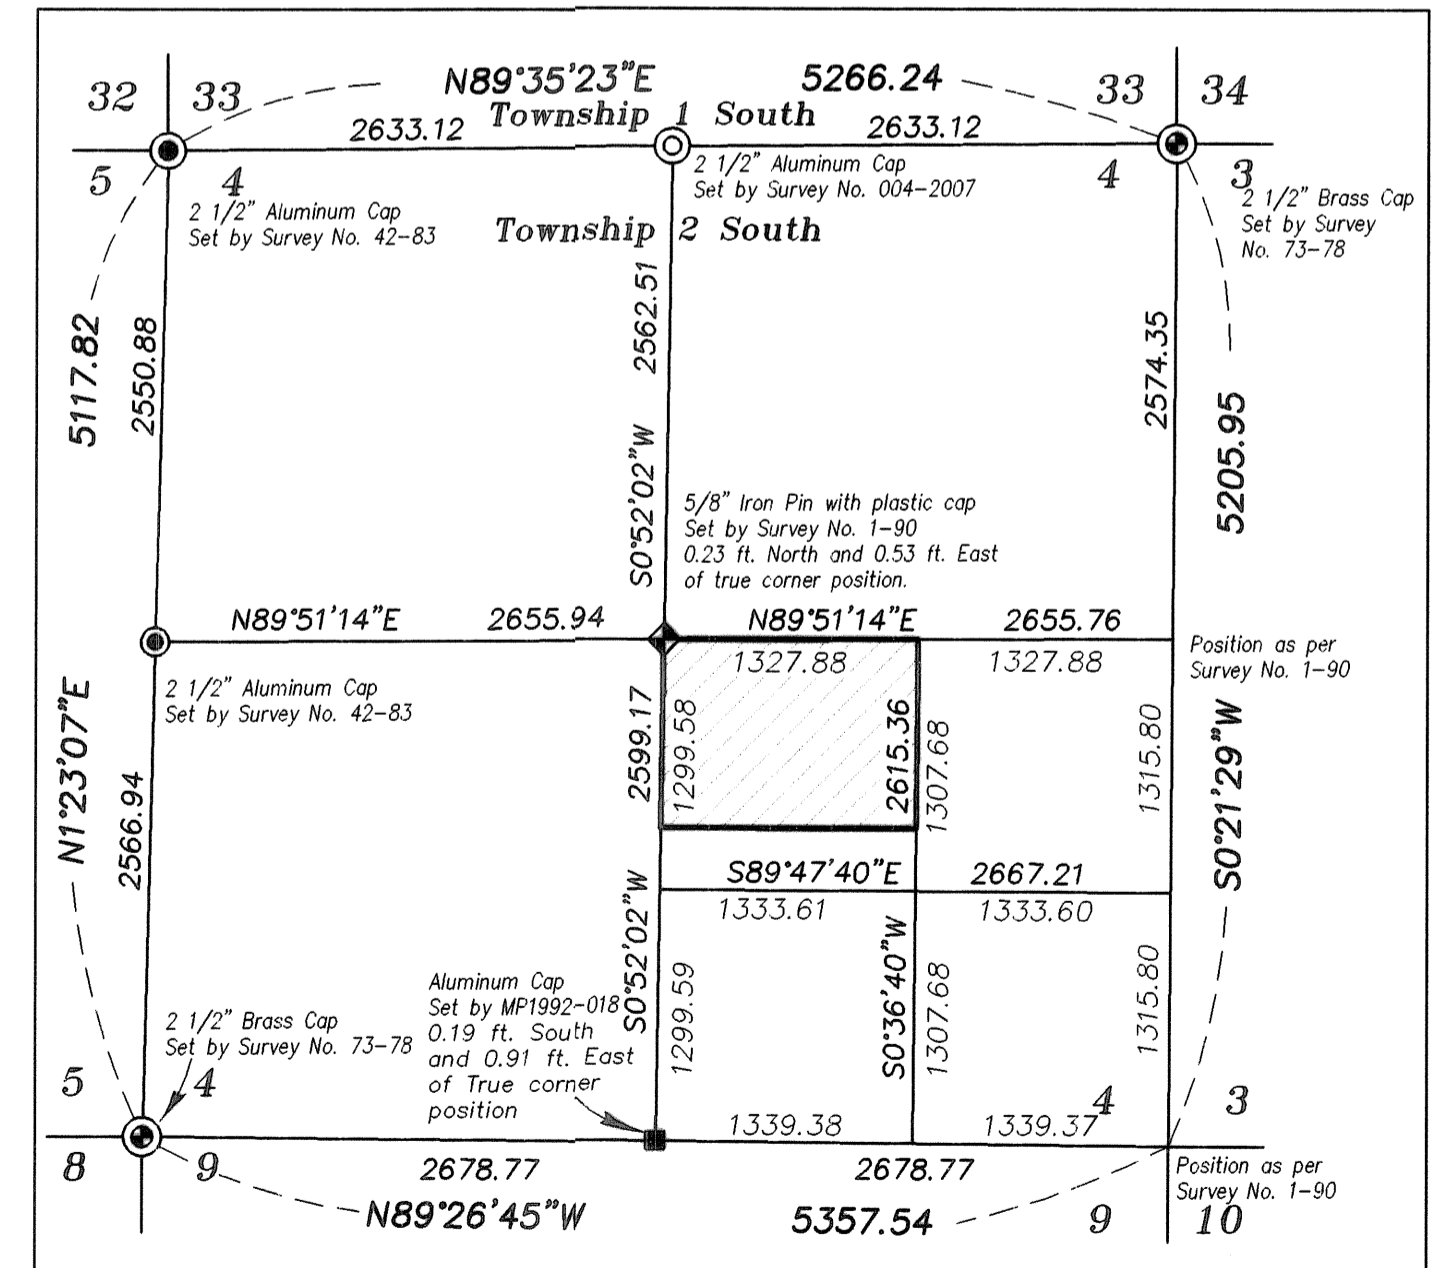 32 33
N89°35'23"E 5266.24
33 34
Township 1 South
2633.12 2633.12
5 4
4 3
2 1/2" Aluminum Cap
Set by Survey No. 004-2007
2 1/2" Brass Cap
Set by Survey
No. 73-78
2 1/2" Aluminum Cap
Set by Survey No. 42-83
Township 2 South
5117.82
2550.88
2562.51
2574.35
5205.95
S0°52'02"W
5/8" Iron Pin with plastic cap
Set by Survey No. 1-90
0.23 ft. North and 0.53 ft. East
of true corner position.
N89°51'14"E 2655.94
N89°51'14"E 2655.76
1327.88 1327.88
Position as per
Survey No. 1-90
2 1/2" Aluminum Cap
Set by Survey No. 42-83
N1°23'07"E
2566.94
2599.17
1299.58
2615.36
1307.68
1315.80
S0°21'29"W
S89°47'40"E 2667.21
1333.61 1333.60
S0°52'02"W
1299.59
S0°36'40"W
1307.68
1315.80
Aluminum Cap
Set by MP1992-018
0.19 ft. South
and 0.91 ft. East
of True corner
position
2 1/2" Brass Cap
Set by Survey No. 73-78
5 4
4 3
1339.38 1339.37
8 9
2678.77 2678.77
Position as per
Survey No. 1-90
N89°26'45"W 5357.54
9 10